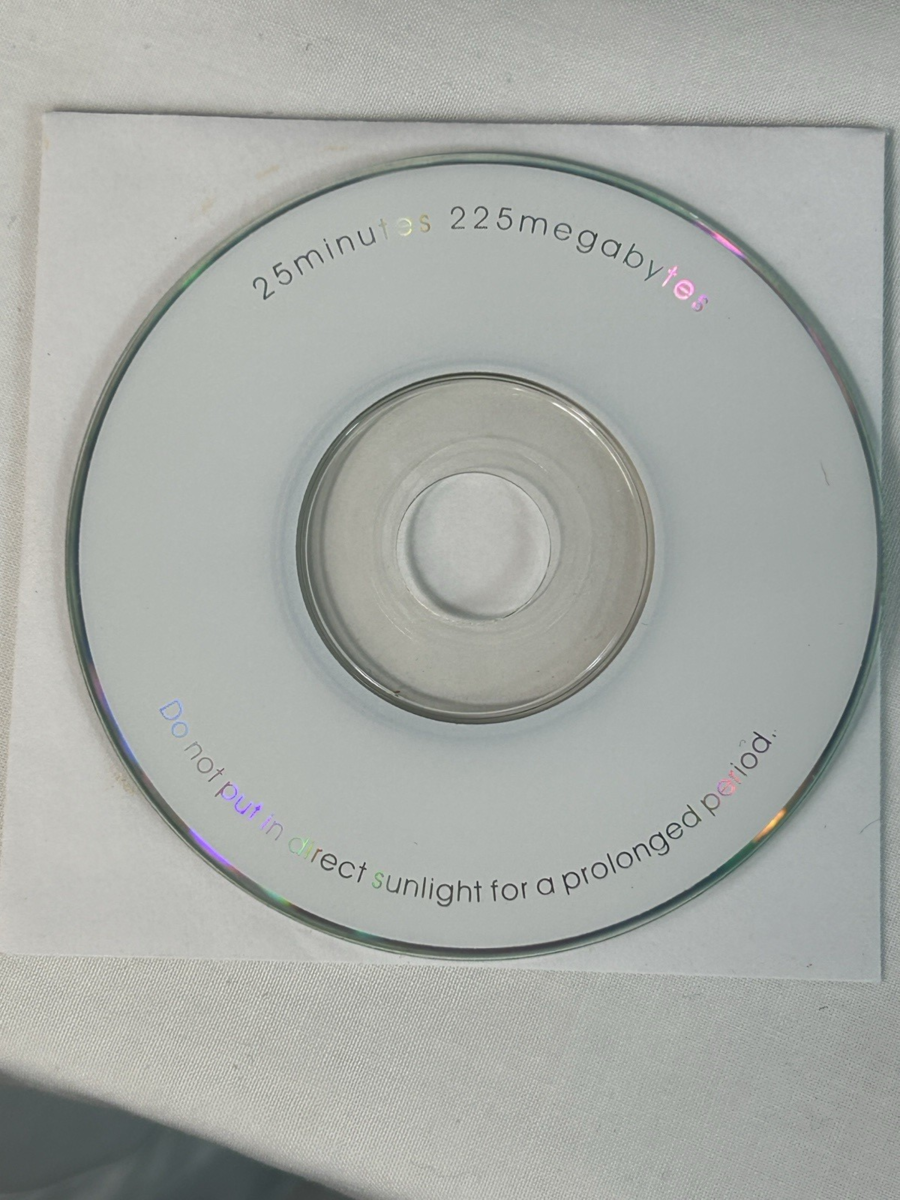 25minutes 225megabytes
Do not put in direct sunlight for a prolonged period.